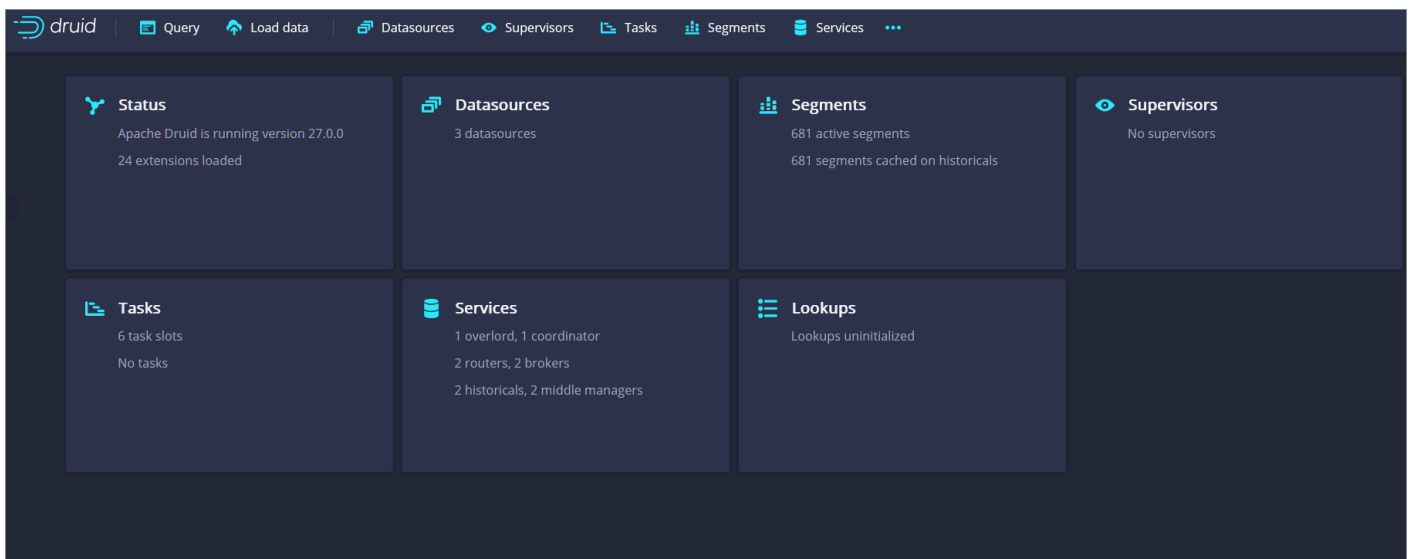 druid Query Load data Datasources Supervisors Tasks Segments Services •••
Status
Apache Druid is running version 27.0.0
24 extensions loaded
Datasources
3 datasources
Segments
681 active segments
681 segments cached on historicals
Supervisors
No supervisors
Tasks
6 task slots
No tasks
Services
1 overlord, 1 coordinator
2 routers, 2 brokers
2 historicals, 2 middle managers
Lookups
Lookups uninitialized